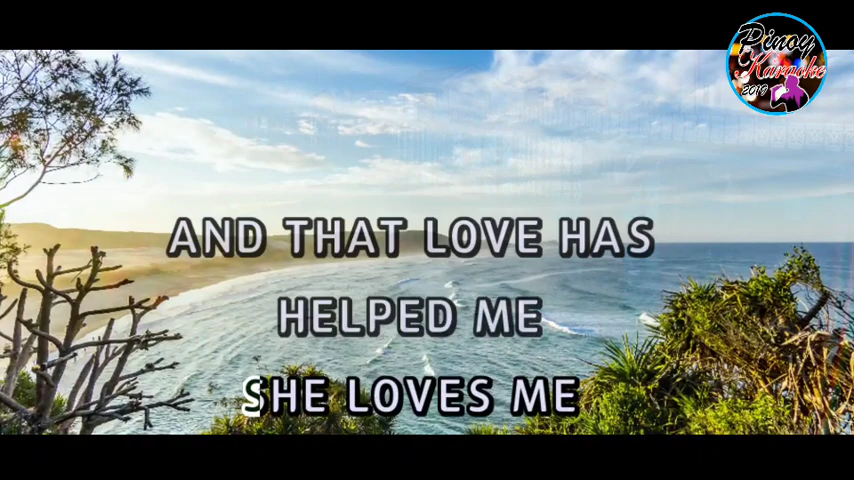 Pinoy
Karaoke
2019
AND THAT LOVE HAS
HELPED ME
SHE LOVES ME